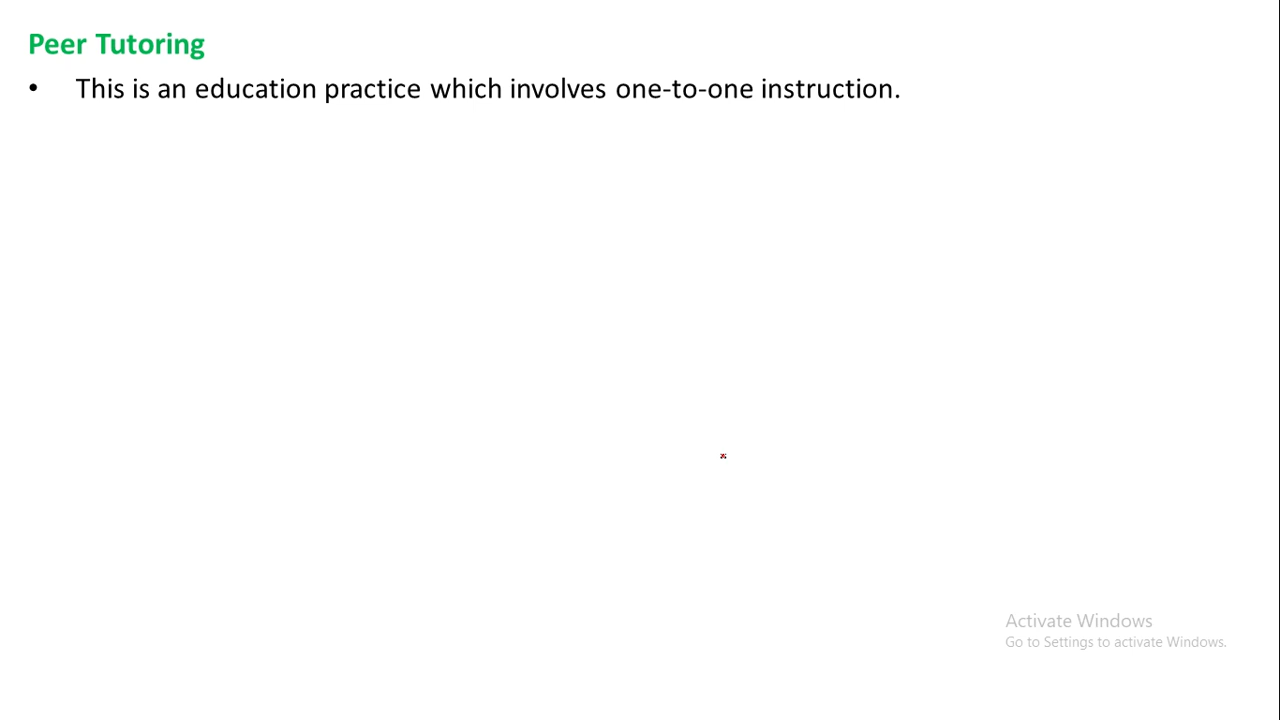 Peer Tutoring
• This is an education practice which involves one-to-one instruction.
Activate Windows
Go to Settings to activate Windows.